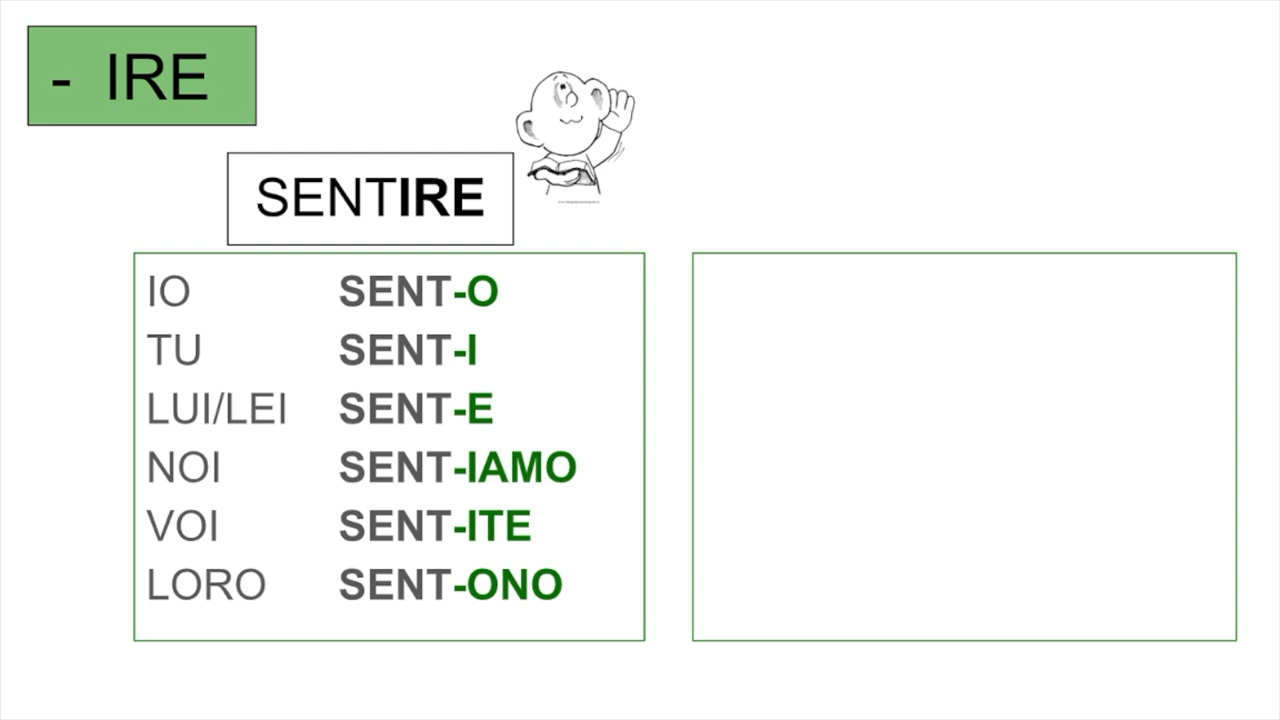 - IRE
SENTIRE
IO SENT-O
TU SENT-I
LUI/LEI SENT-E
NOI SENT-IAMO
VOI SENT-ITE
LORO SENT-ONO